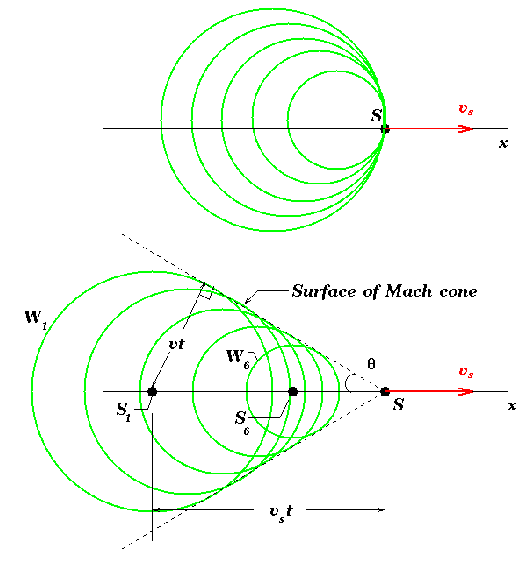 S
v_s
x
Surface of Mach cone
W_1
vt
W_6
θ
v_s
S_1
S_6
S
x
v_s t